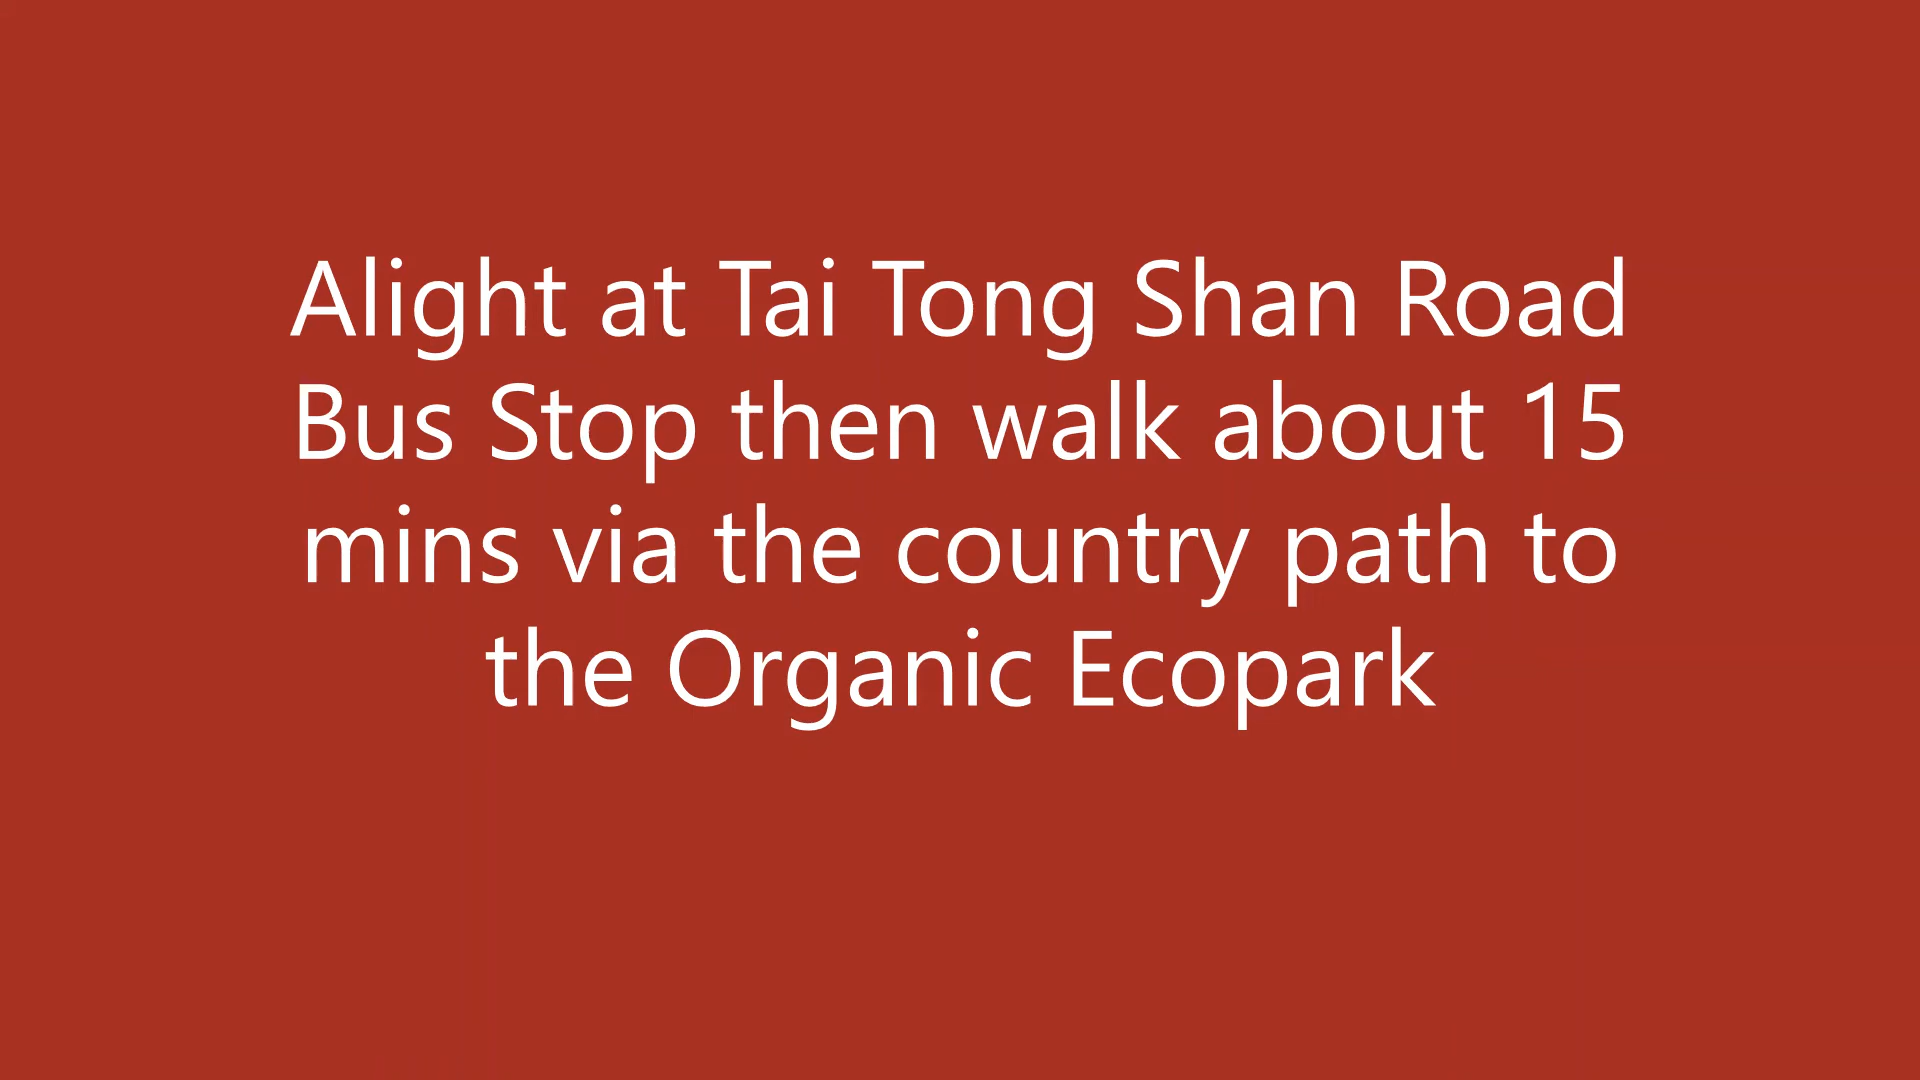 Alight at Tai Tong Shan Road
Bus Stop then walk about 15
mins via the country path to
the Organic Ecopark